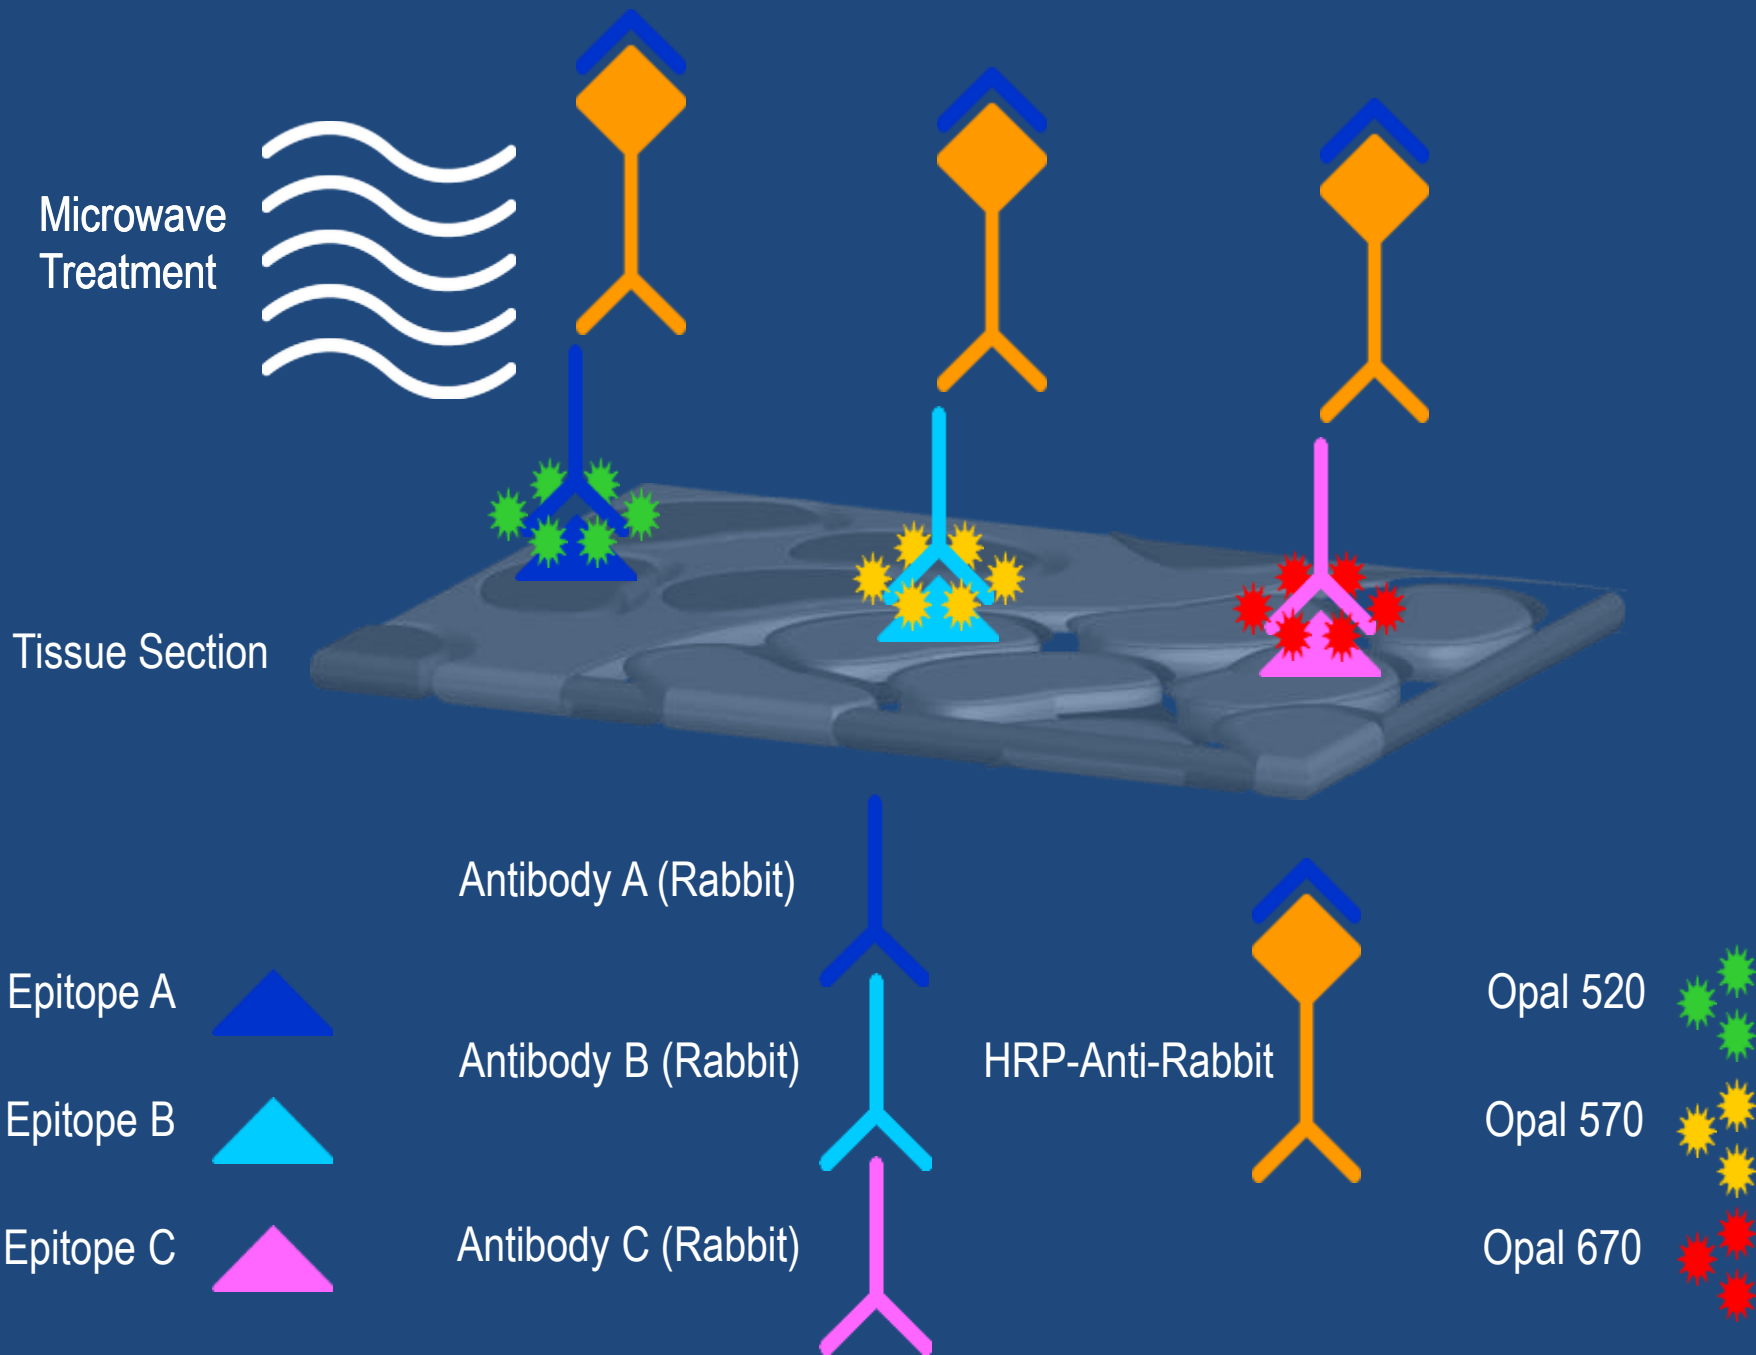 Microwave
Treatment
Tissue Section
Antibody A (Rabbit)
Epitope A
Opal 520
Antibody B (Rabbit)
HRP-Anti-Rabbit
Epitope B
Opal 570
Antibody C (Rabbit)
Epitope C
Opal 670